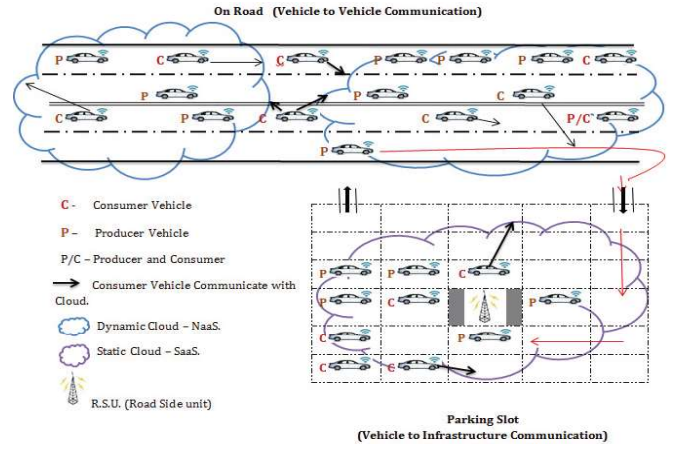 On Road (Vehicle to Vehicle Communication)
P C C P P P P C
P P C
C P C C P/C
P
C - Consumer Vehicle
P – Producer Vehicle
P/C – Producer and Consumer
Consumer Vehicle Communicate with
Cloud.
Dynamic Cloud – NaaS.
Static Cloud – SaaS.
R.S.U. (Road Side unit)
P P C
P C P
C P
C C
Parking Slot
(Vehicle to Infrastructure Communication)